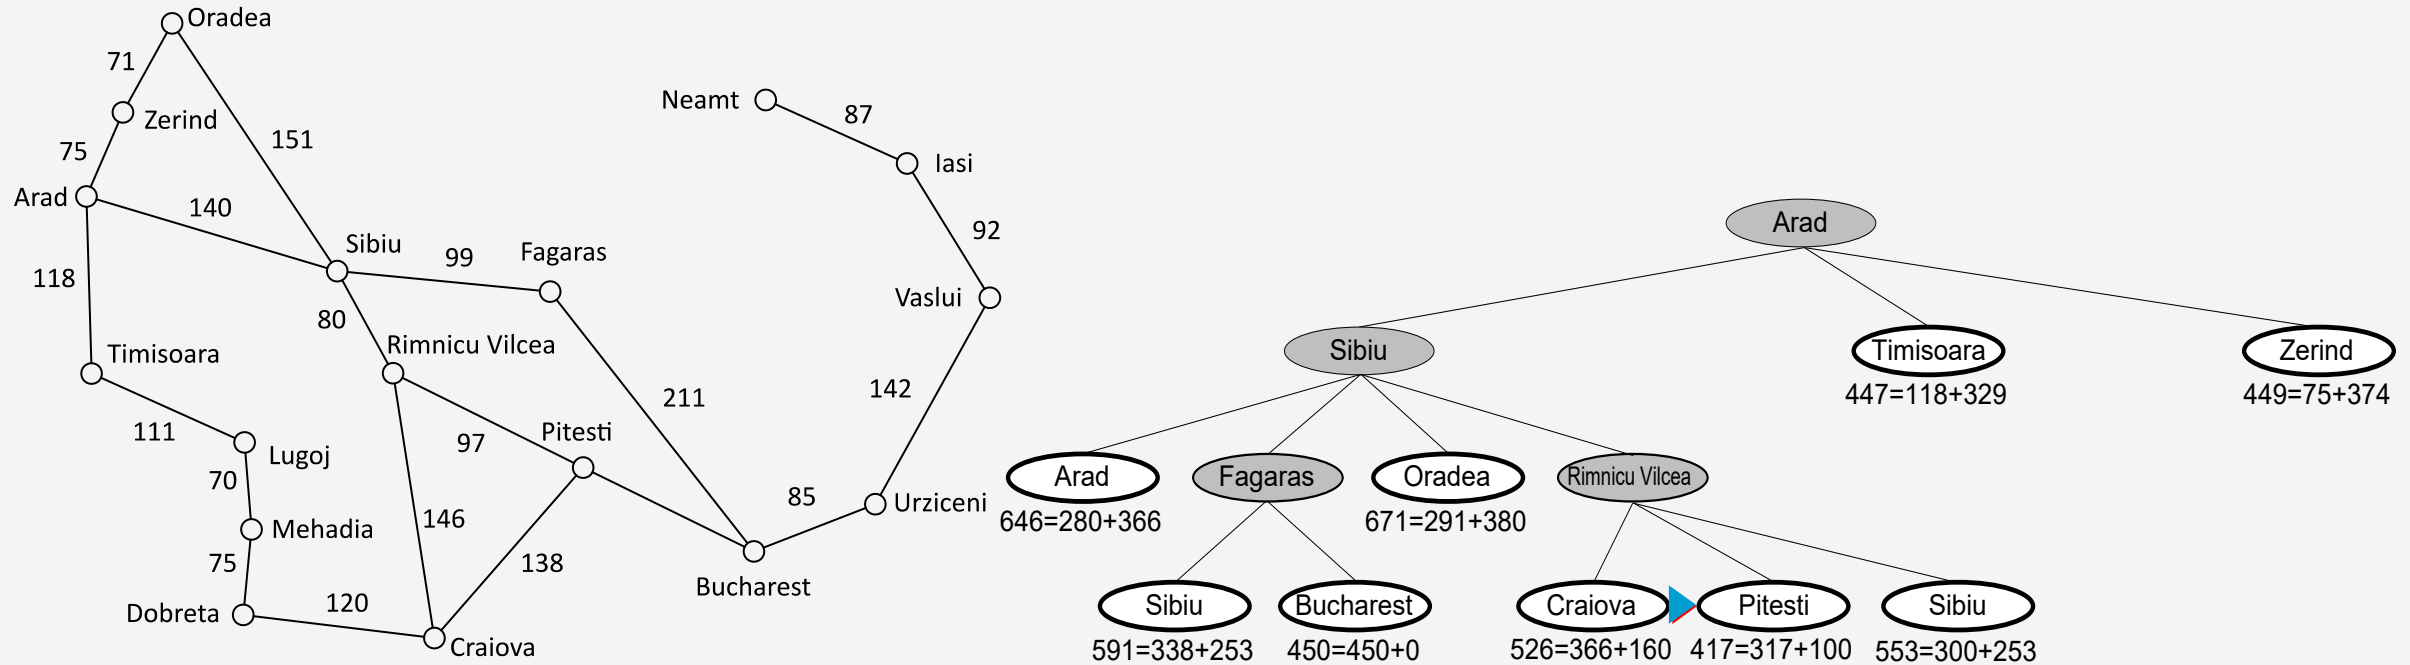 Oradea
71
Zerind
151
75
Arad
140
Sibiu
118
99
Fagaras
80
Timisoara
Rimnicu Vilcea
211
111
Lugoj
97
Pitesti
70
Mehadia
146
75
138
Dobreta
120
Craiova
Bucharest
85
Urziceni
142
Vaslui
92
Iasi
87
Neamt
Arad
Sibiu
Timisoara
447=118+329
Zerind
449=75+374
Arad
646=280+366
Fagaras
Oradea
671=291+380
Rimnicu Vilcea
Sibiu
591=338+253
Bucharest
450=450+0
Craiova
526=366+160
Pitesti
417=317+100
Sibiu
553=300+253